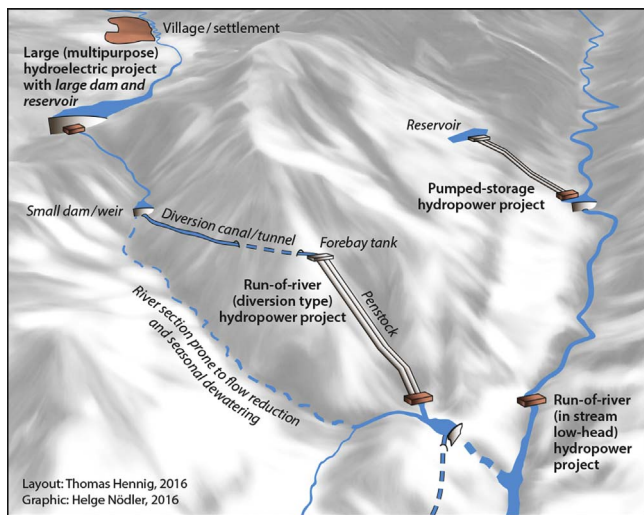 Village/settlement
Large (multipurpose)
hydroelectric project
with large dam and
reservoir
Reservoir
Pumped-storage
hydropower project
Small dam/weir
Diversion canal/tunnel
Forebay tank
Run-of-river
(diversion type)
hydropower project
Penstock
River section prone to flow reduction
and seasonal dewatering
Run-of-river
(in stream
low-head)
hydropower
project
Layout: Thomas Hennig, 2016
Graphic: Helge Nödler, 2016